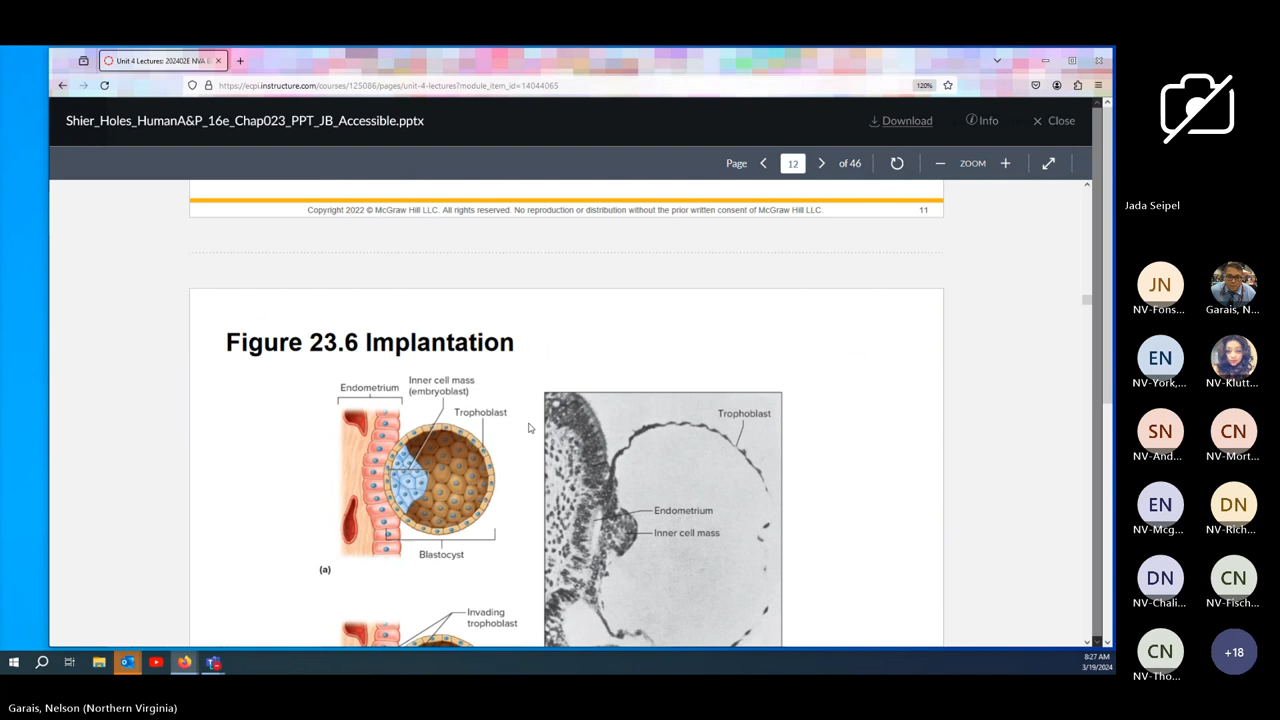 Unit 4 Lectures: 202402E NVA
https://ecpi.instructure.com/courses/125086/pages/unit-4-lectures?module_item_id=14044065
120%
Shier_Holes_HumanA&P_16e_Chap023_PPT_JB_Accessible.pptx
Download
Info
Close
Page
12
of 46
ZOOM
Copyright 2022 © McGraw Hill LLC. All rights reserved. No reproduction or distribution without the prior written consent of McGraw Hill LLC.
11
Figure 23.6 Implantation
Endometrium
Inner cell mass
(embryoblast)
Trophoblast
Blastocyst
(a)
Invading
trophoblast
Trophoblast
Endometrium
Inner cell mass
8:27 AM
3/19/2024
Jada Seipel
JN
NV-Fons...
Garais, N...
EN
NV-York,...
NV-Klutt...
SN
NV-And...
CN
NV-Mort...
EN
NV-Mcg...
DN
NV-Rich...
DN
NV-Chali...
CN
NV-Fisch...
CN
NV-Tho...
+18
Garais, Nelson (Northern Virginia)